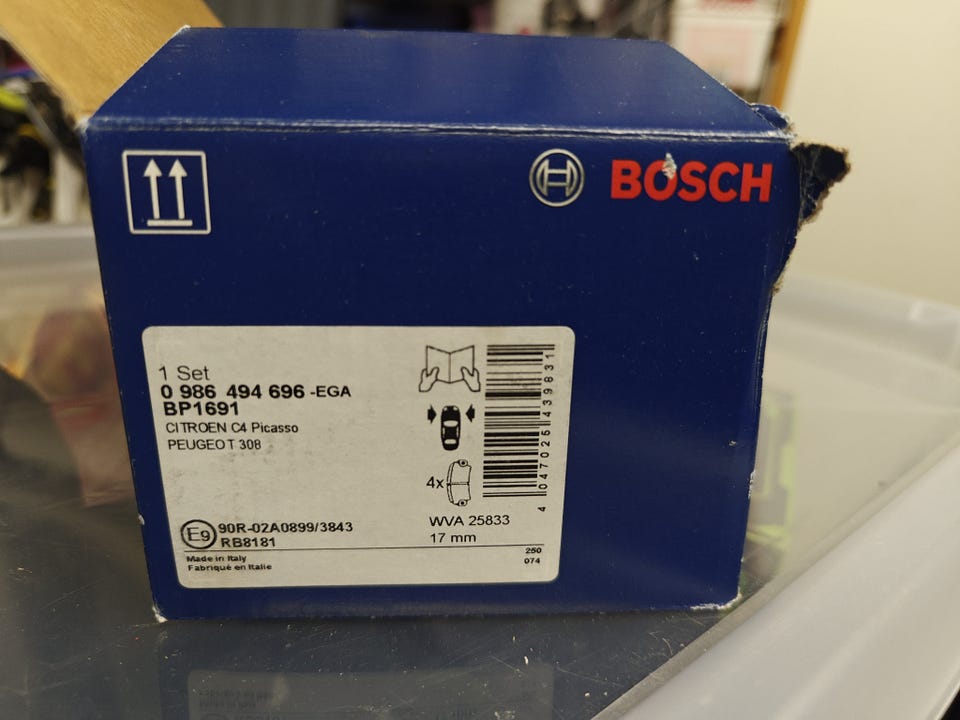 BOSCH
1 Set
0 986 494 696 -EGA
BP1691
CITROEN C4 Picasso
PEUGEOT 308
4x
4 047025 439831
WVA 25833
17 mm
E9
90R-02A0899/3843
RB8181
Made in Italy
Fabriqué en Italie
250
074